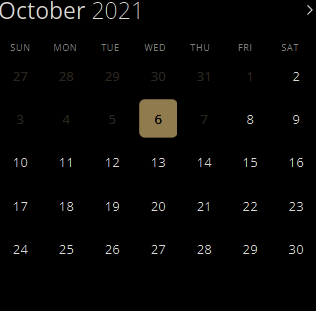 October 2021
SUN MON TUE WED THU FRI SAT
27 28 29 30 31 1 2
3 4 5 6 7 8 9
10 11 12 13 14 15 16
17 18 19 20 21 22 23
24 25 26 27 28 29 30